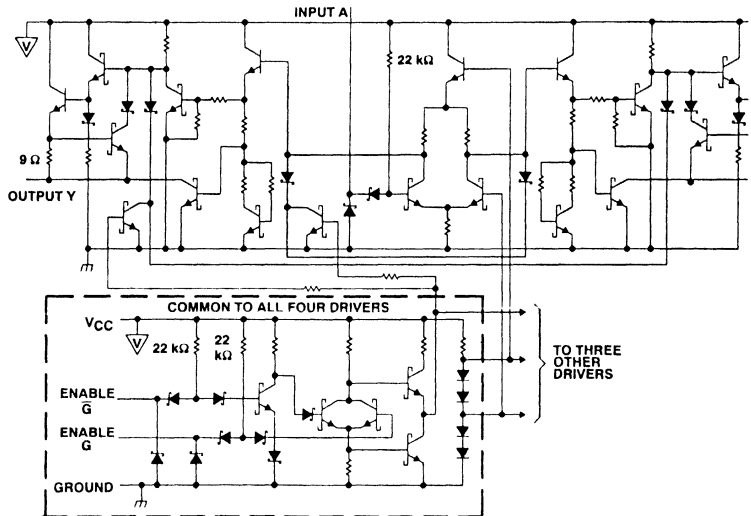 INPUT A
V
22 kΩ
9 Ω
OUTPUT Y
COMMON TO ALL FOUR DRIVERS
VCC
V
22 kΩ
22
kΩ
ENABLE
G̅
ENABLE
G
GROUND
TO THREE
OTHER
DRIVERS